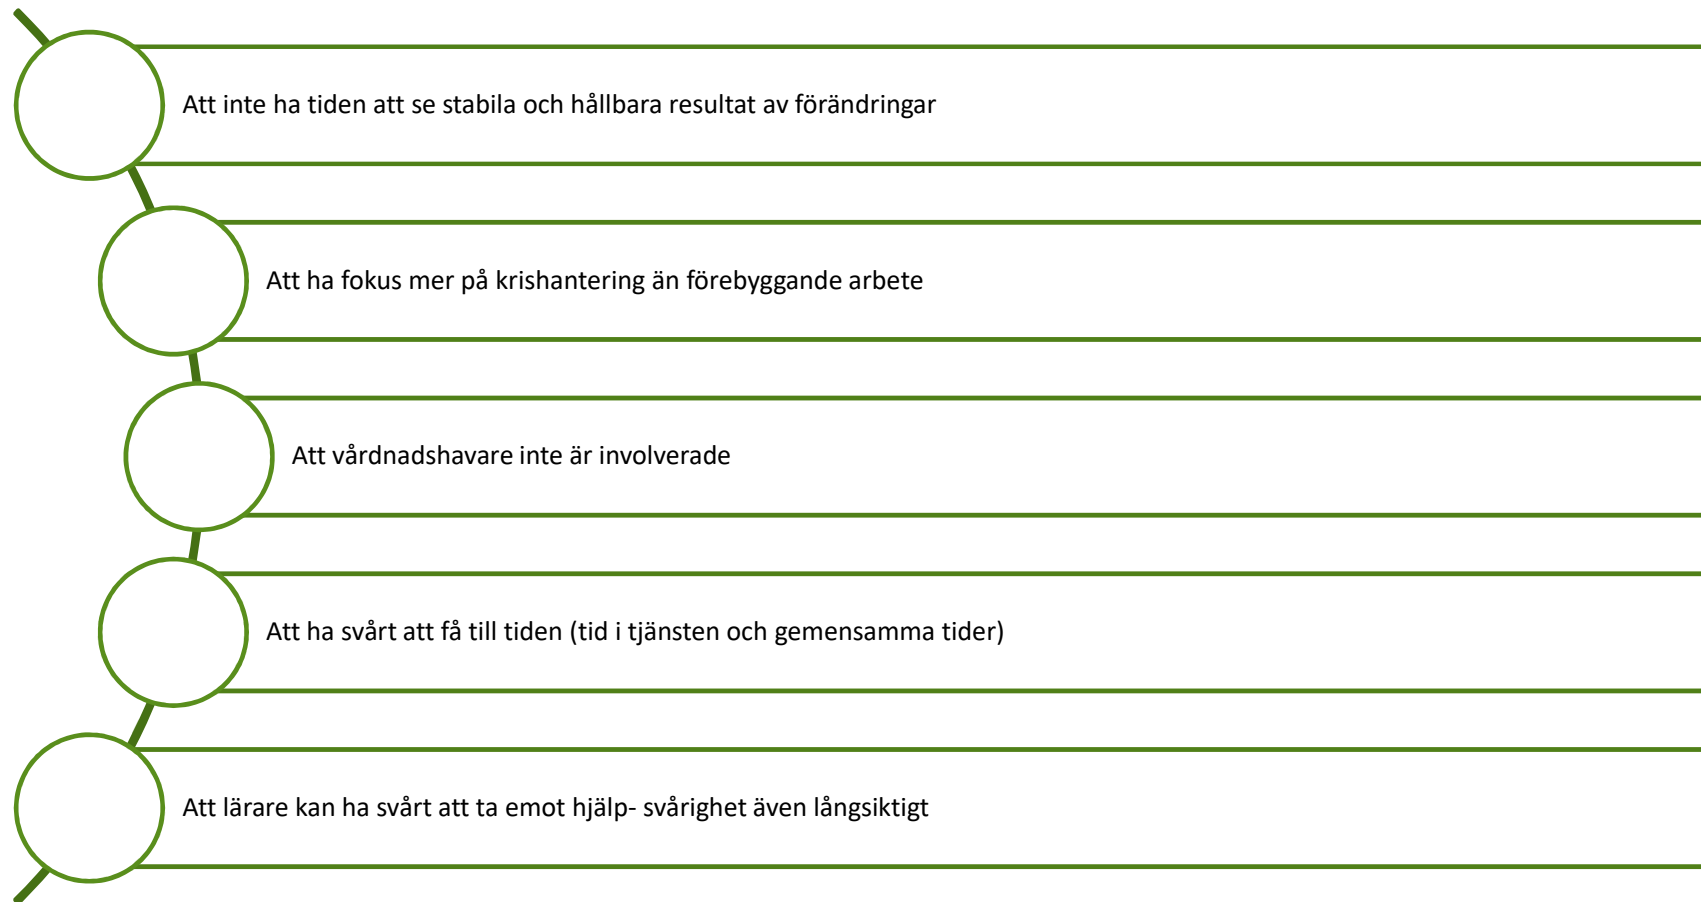 Att inte ha tiden att se stabila och hållbara resultat av förändringar
Att ha fokus mer på krishantering än förebyggande arbete
Att vårdnadshavare inte är involverade
Att ha svårt att få till tiden (tid i tjänsten och gemensamma tider)
Att lärare kan ha svårt att ta emot hjälp- svårighet även långsiktigt